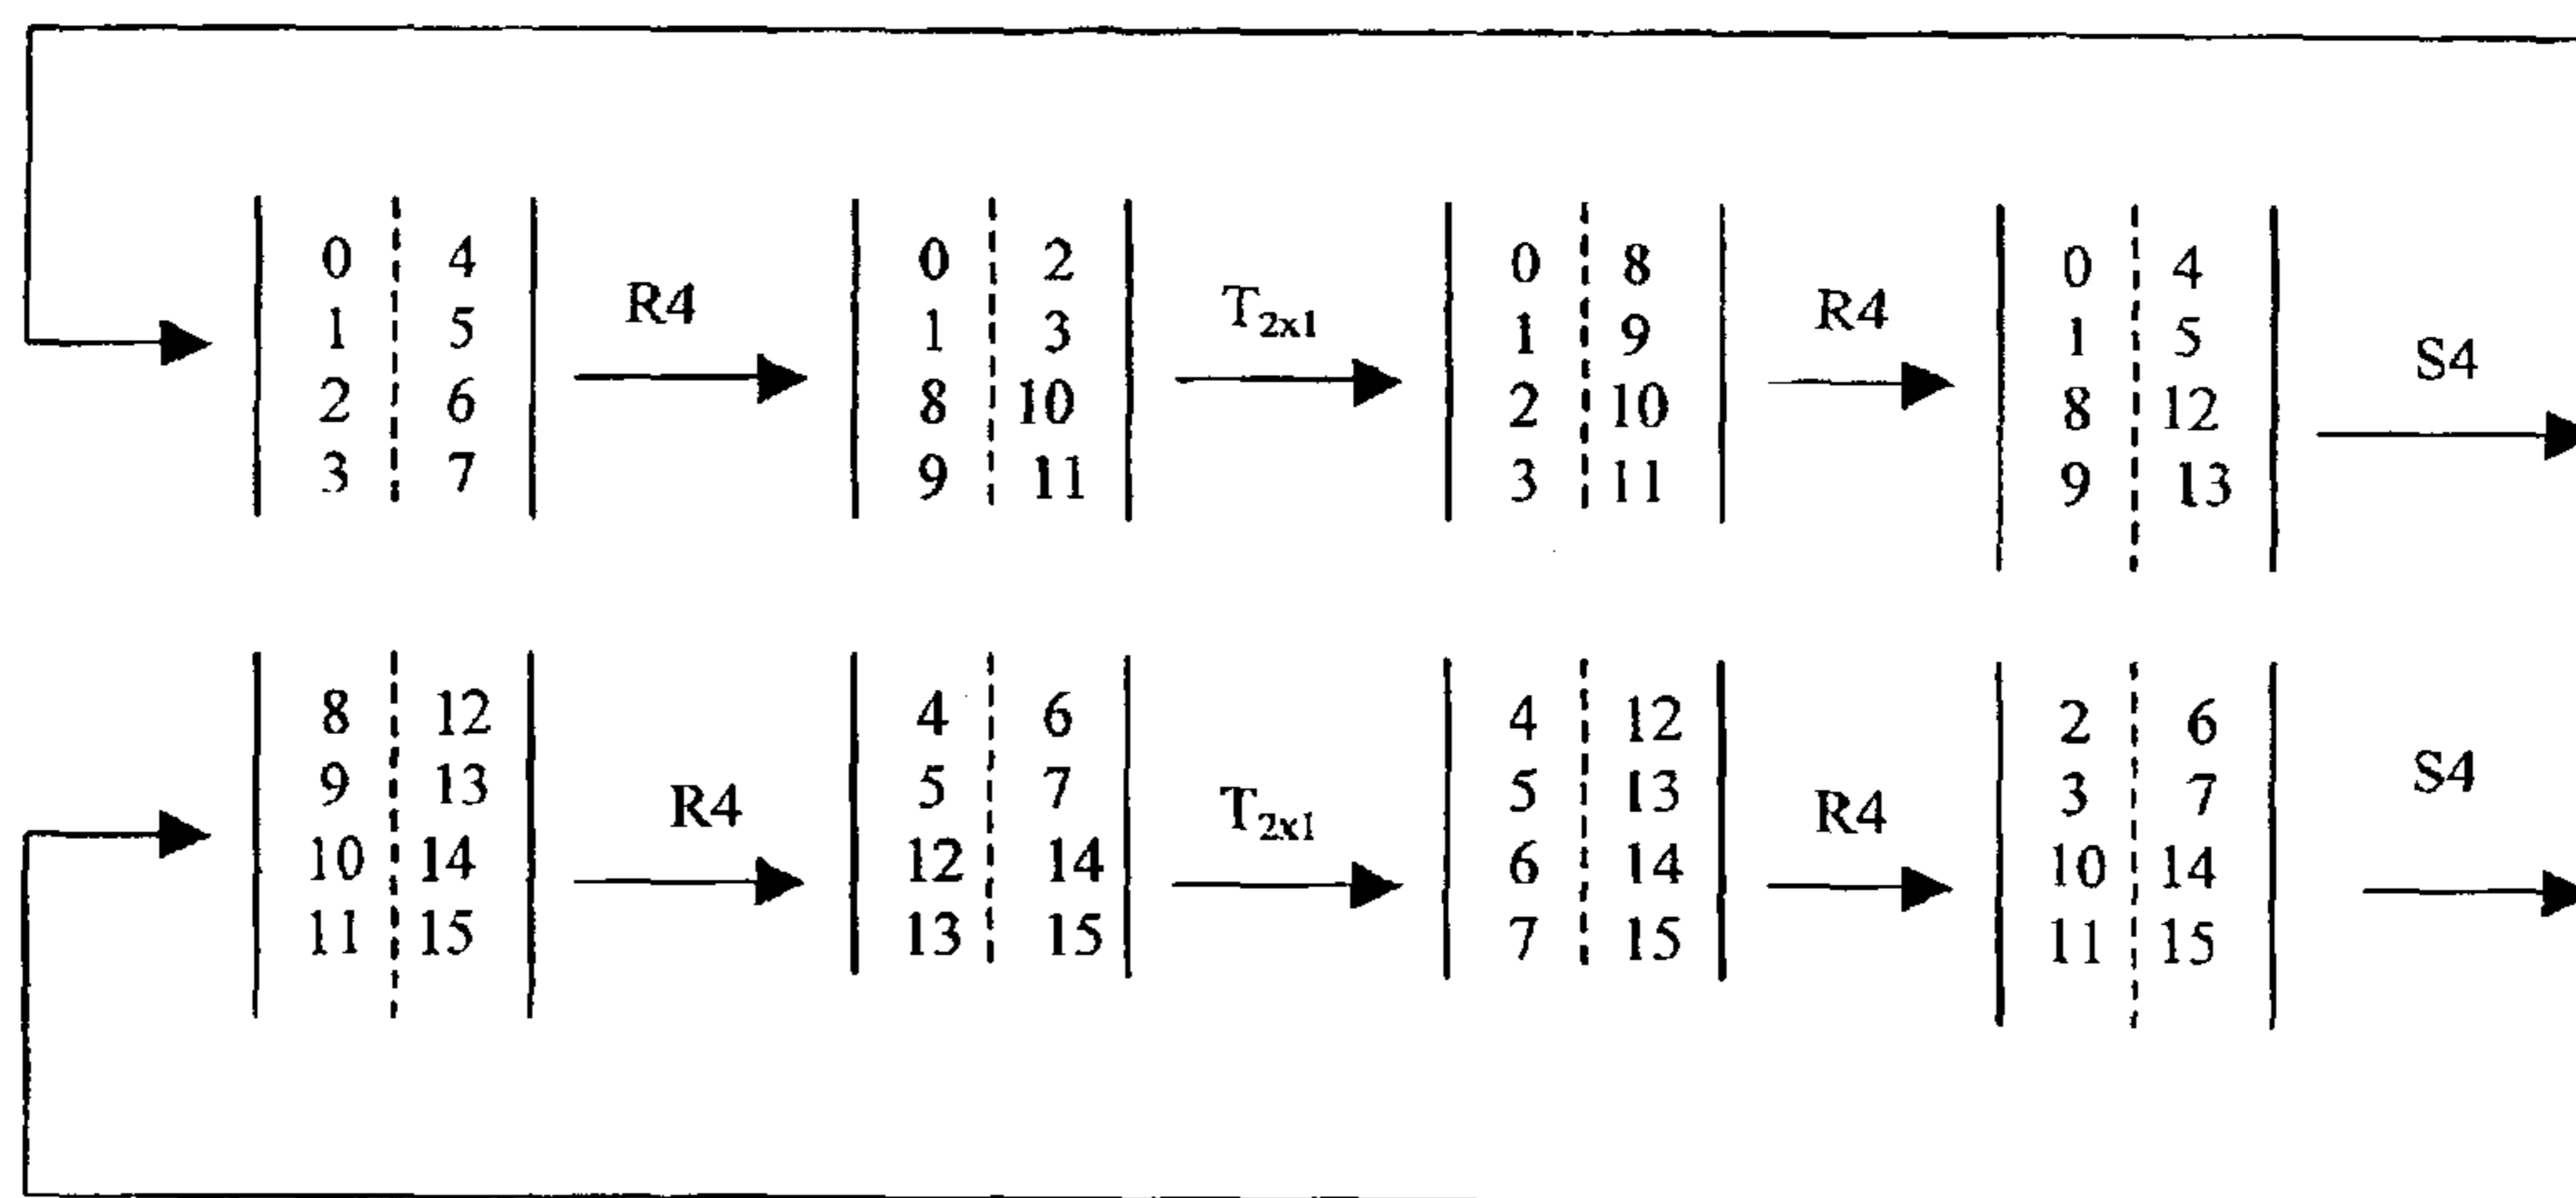 0 4 0 2 0 8 0 4
R4 T2x1 R4 S4
1 5 1 3 1 9 1 5
2 6 8 10 2 10 8 12
3 7 9 11 3 11 9 13
8 12 4 6 4 12 2 6
R4 T2x1 R4 S4
9 13 5 7 5 13 3 7
10 14 12 14 6 14 10 14
11 15 13 15 7 15 11 15